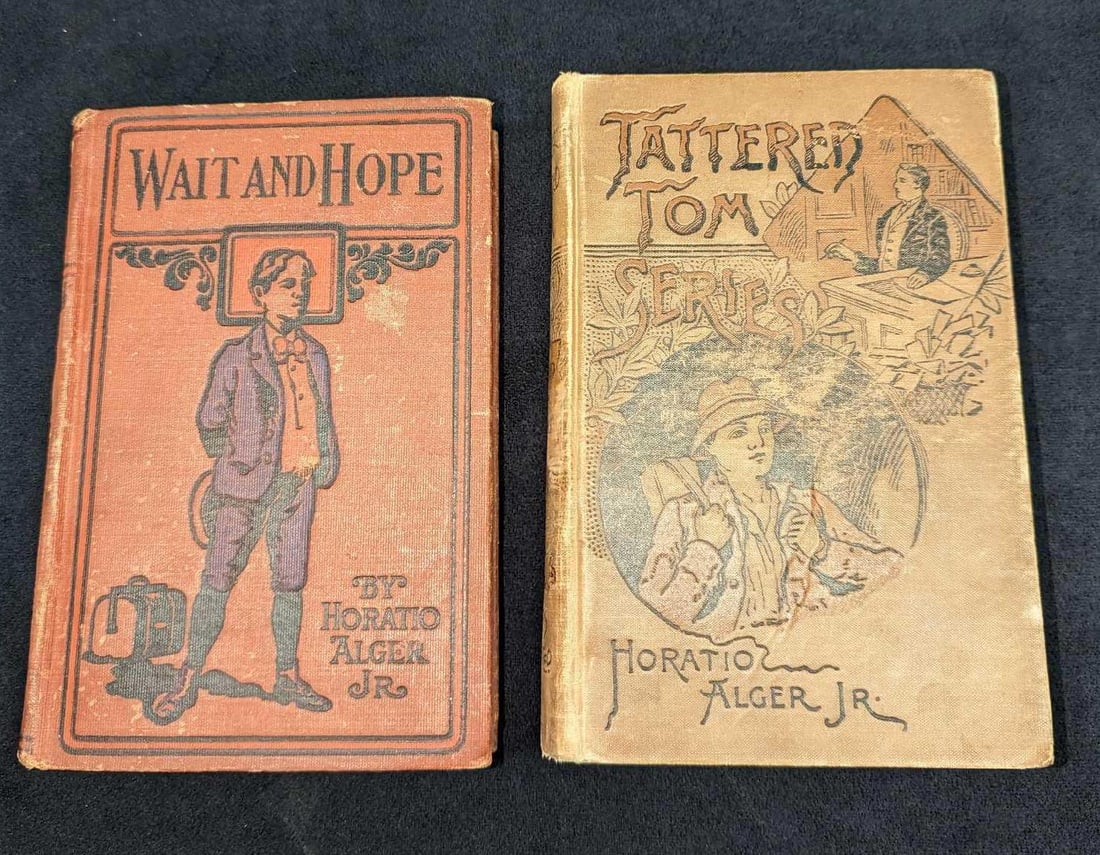 WAIT AND HOPE
BY
HORATIO
ALGER
JR.
TATTERED
TOM
SERIES
HORATIO
ALGER JR.